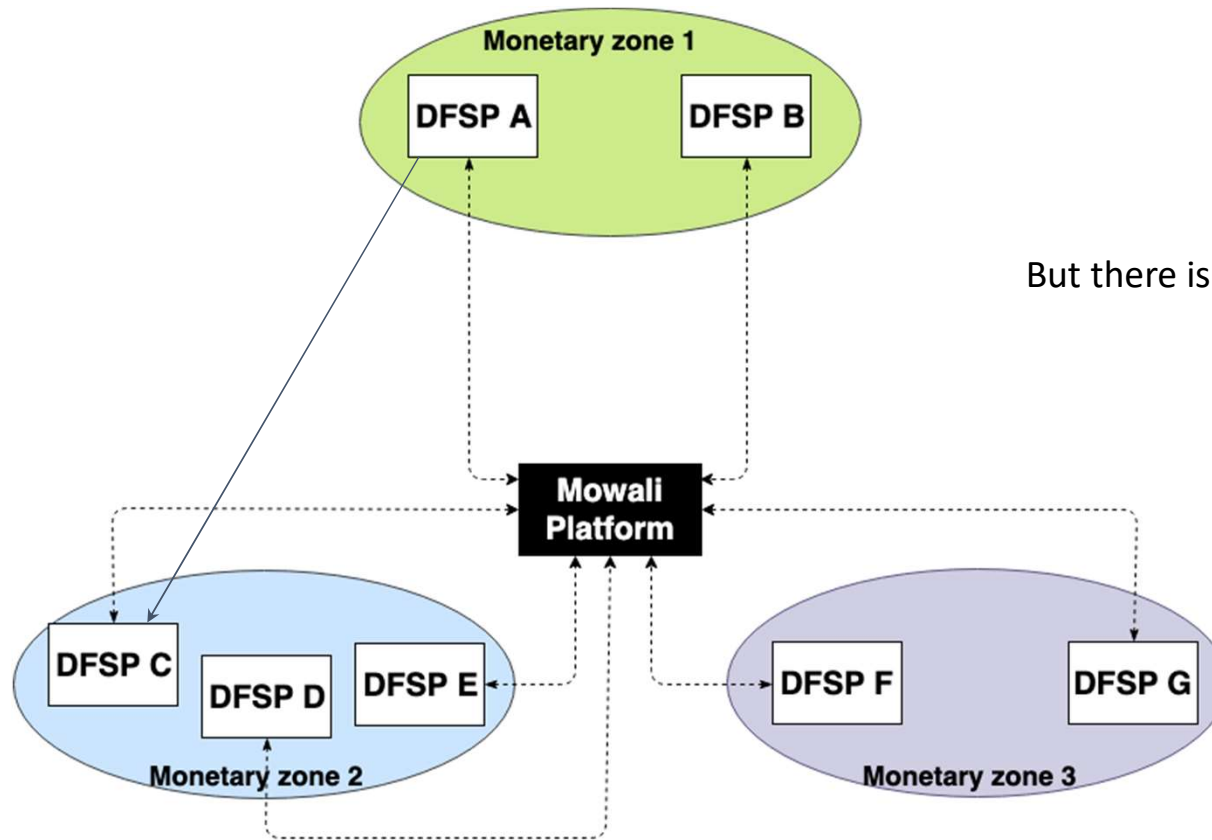 Monetary zone 1
DFSP A
DFSP B
But there is
Mowali
Platform
DFSP C
DFSP D
DFSP E
Monetary zone 2
DFSP F
DFSP G
Monetary zone 3